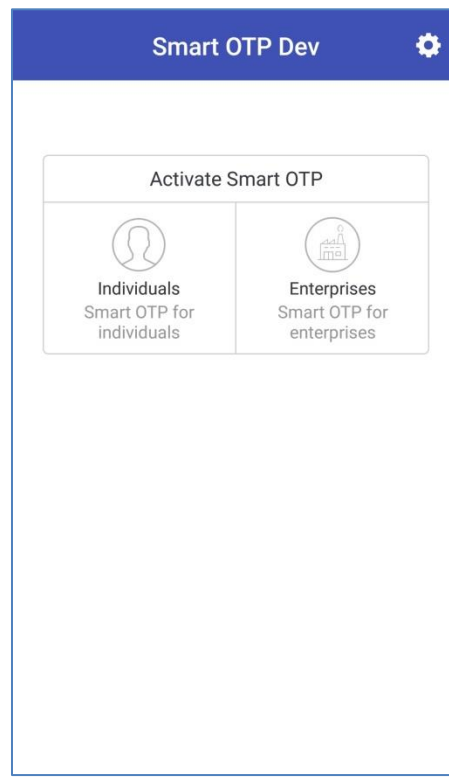 Smart OTP Dev
Activate Smart OTP
Individuals
Smart OTP for
individuals
Enterprises
Smart OTP for
enterprises